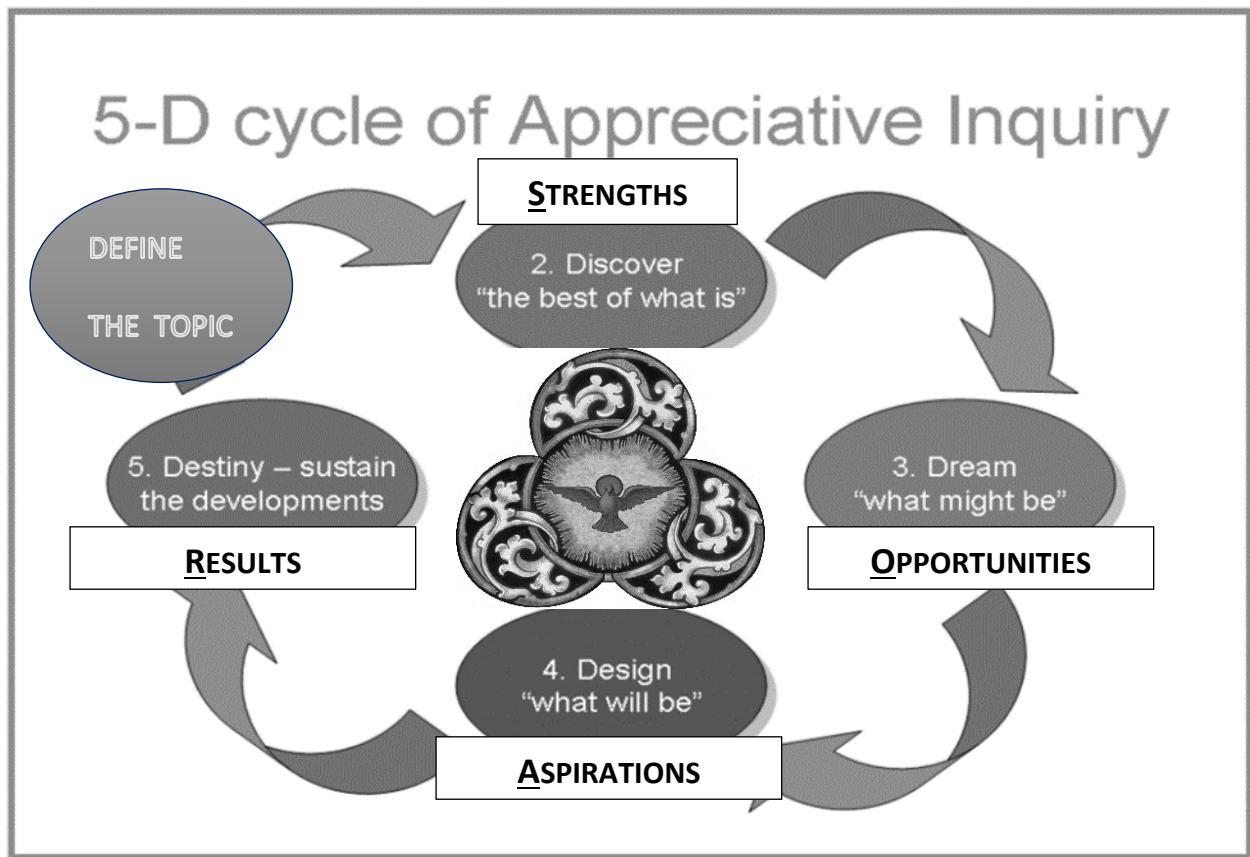 5-D cycle of Appreciative Inquiry
DEFINE
THE TOPIC
STRENGTHS
2. Discover
“the best of what is”
3. Dream
“what might be”
OPPORTUNITIES
4. Design
“what will be”
ASPIRATIONS
5. Destiny – sustain
the developments
RESULTS